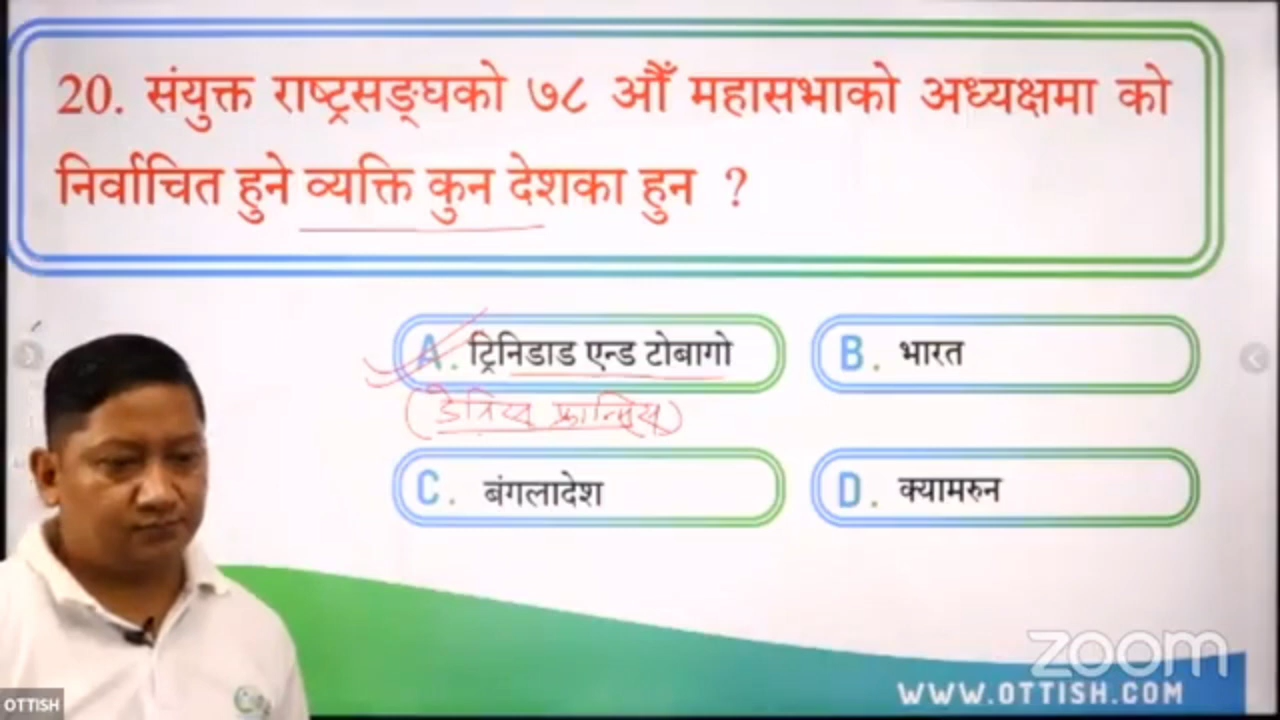 20. संयुक्त राष्ट्रसङ्घको ७८ औँ महासभाको अध्यक्षमा को
निर्वाचित हुने व्यक्ति कुन देशका हुन ?
A. ट्रिनिडाड एन्ड टोबागो
B. भारत
(डेनिस फ्रान्सिस)
C. बंगलादेश
D. क्यामरुन
zoom
WWW.OTTISH.COM
OTTISH